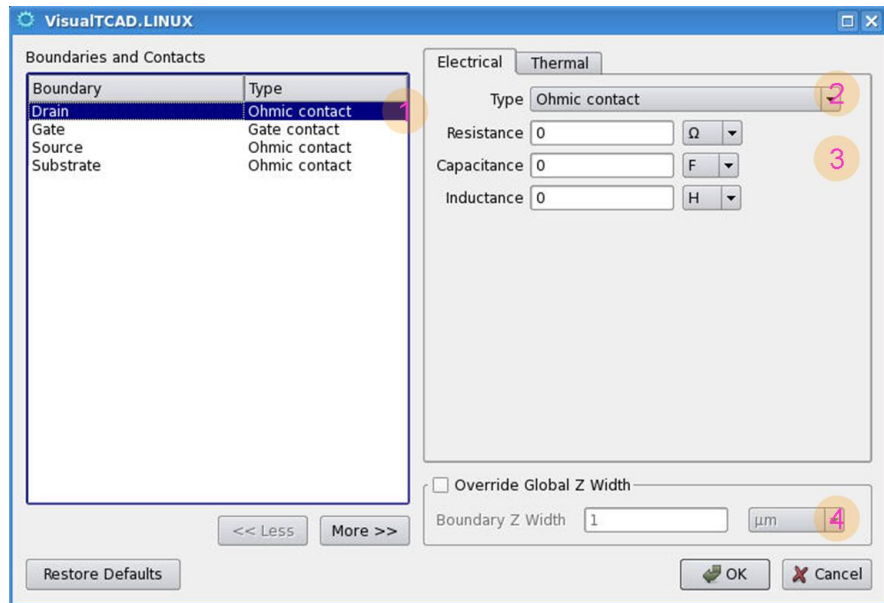 VisualTCAD.LINUX
Boundaries and Contacts
Boundary Type
Drain Ohmic contact 1
Gate Gate contact
Source Ohmic contact
Substrate Ohmic contact
<< Less More >>
Restore Defaults
Electrical Thermal
Type Ohmic contact 2
Resistance 0 Ω
Capacitance 0 F 3
Inductance 0 H
Override Global Z Width
Boundary Z Width 1 µm 4
OK Cancel